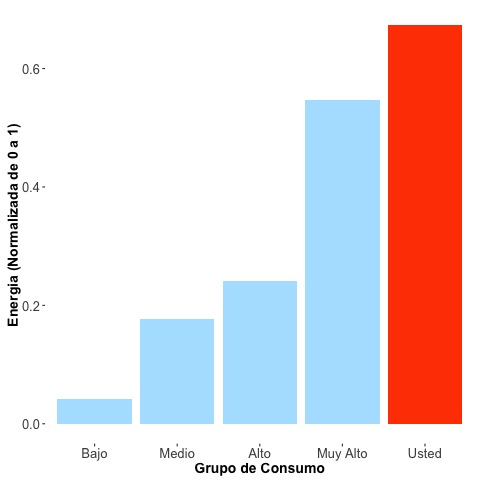 Energia (Normalizada de 0 a 1)
0.6
0.4
0.2
0.0
Bajo Medio Alto Muy Alto Usted
Grupo de Consumo